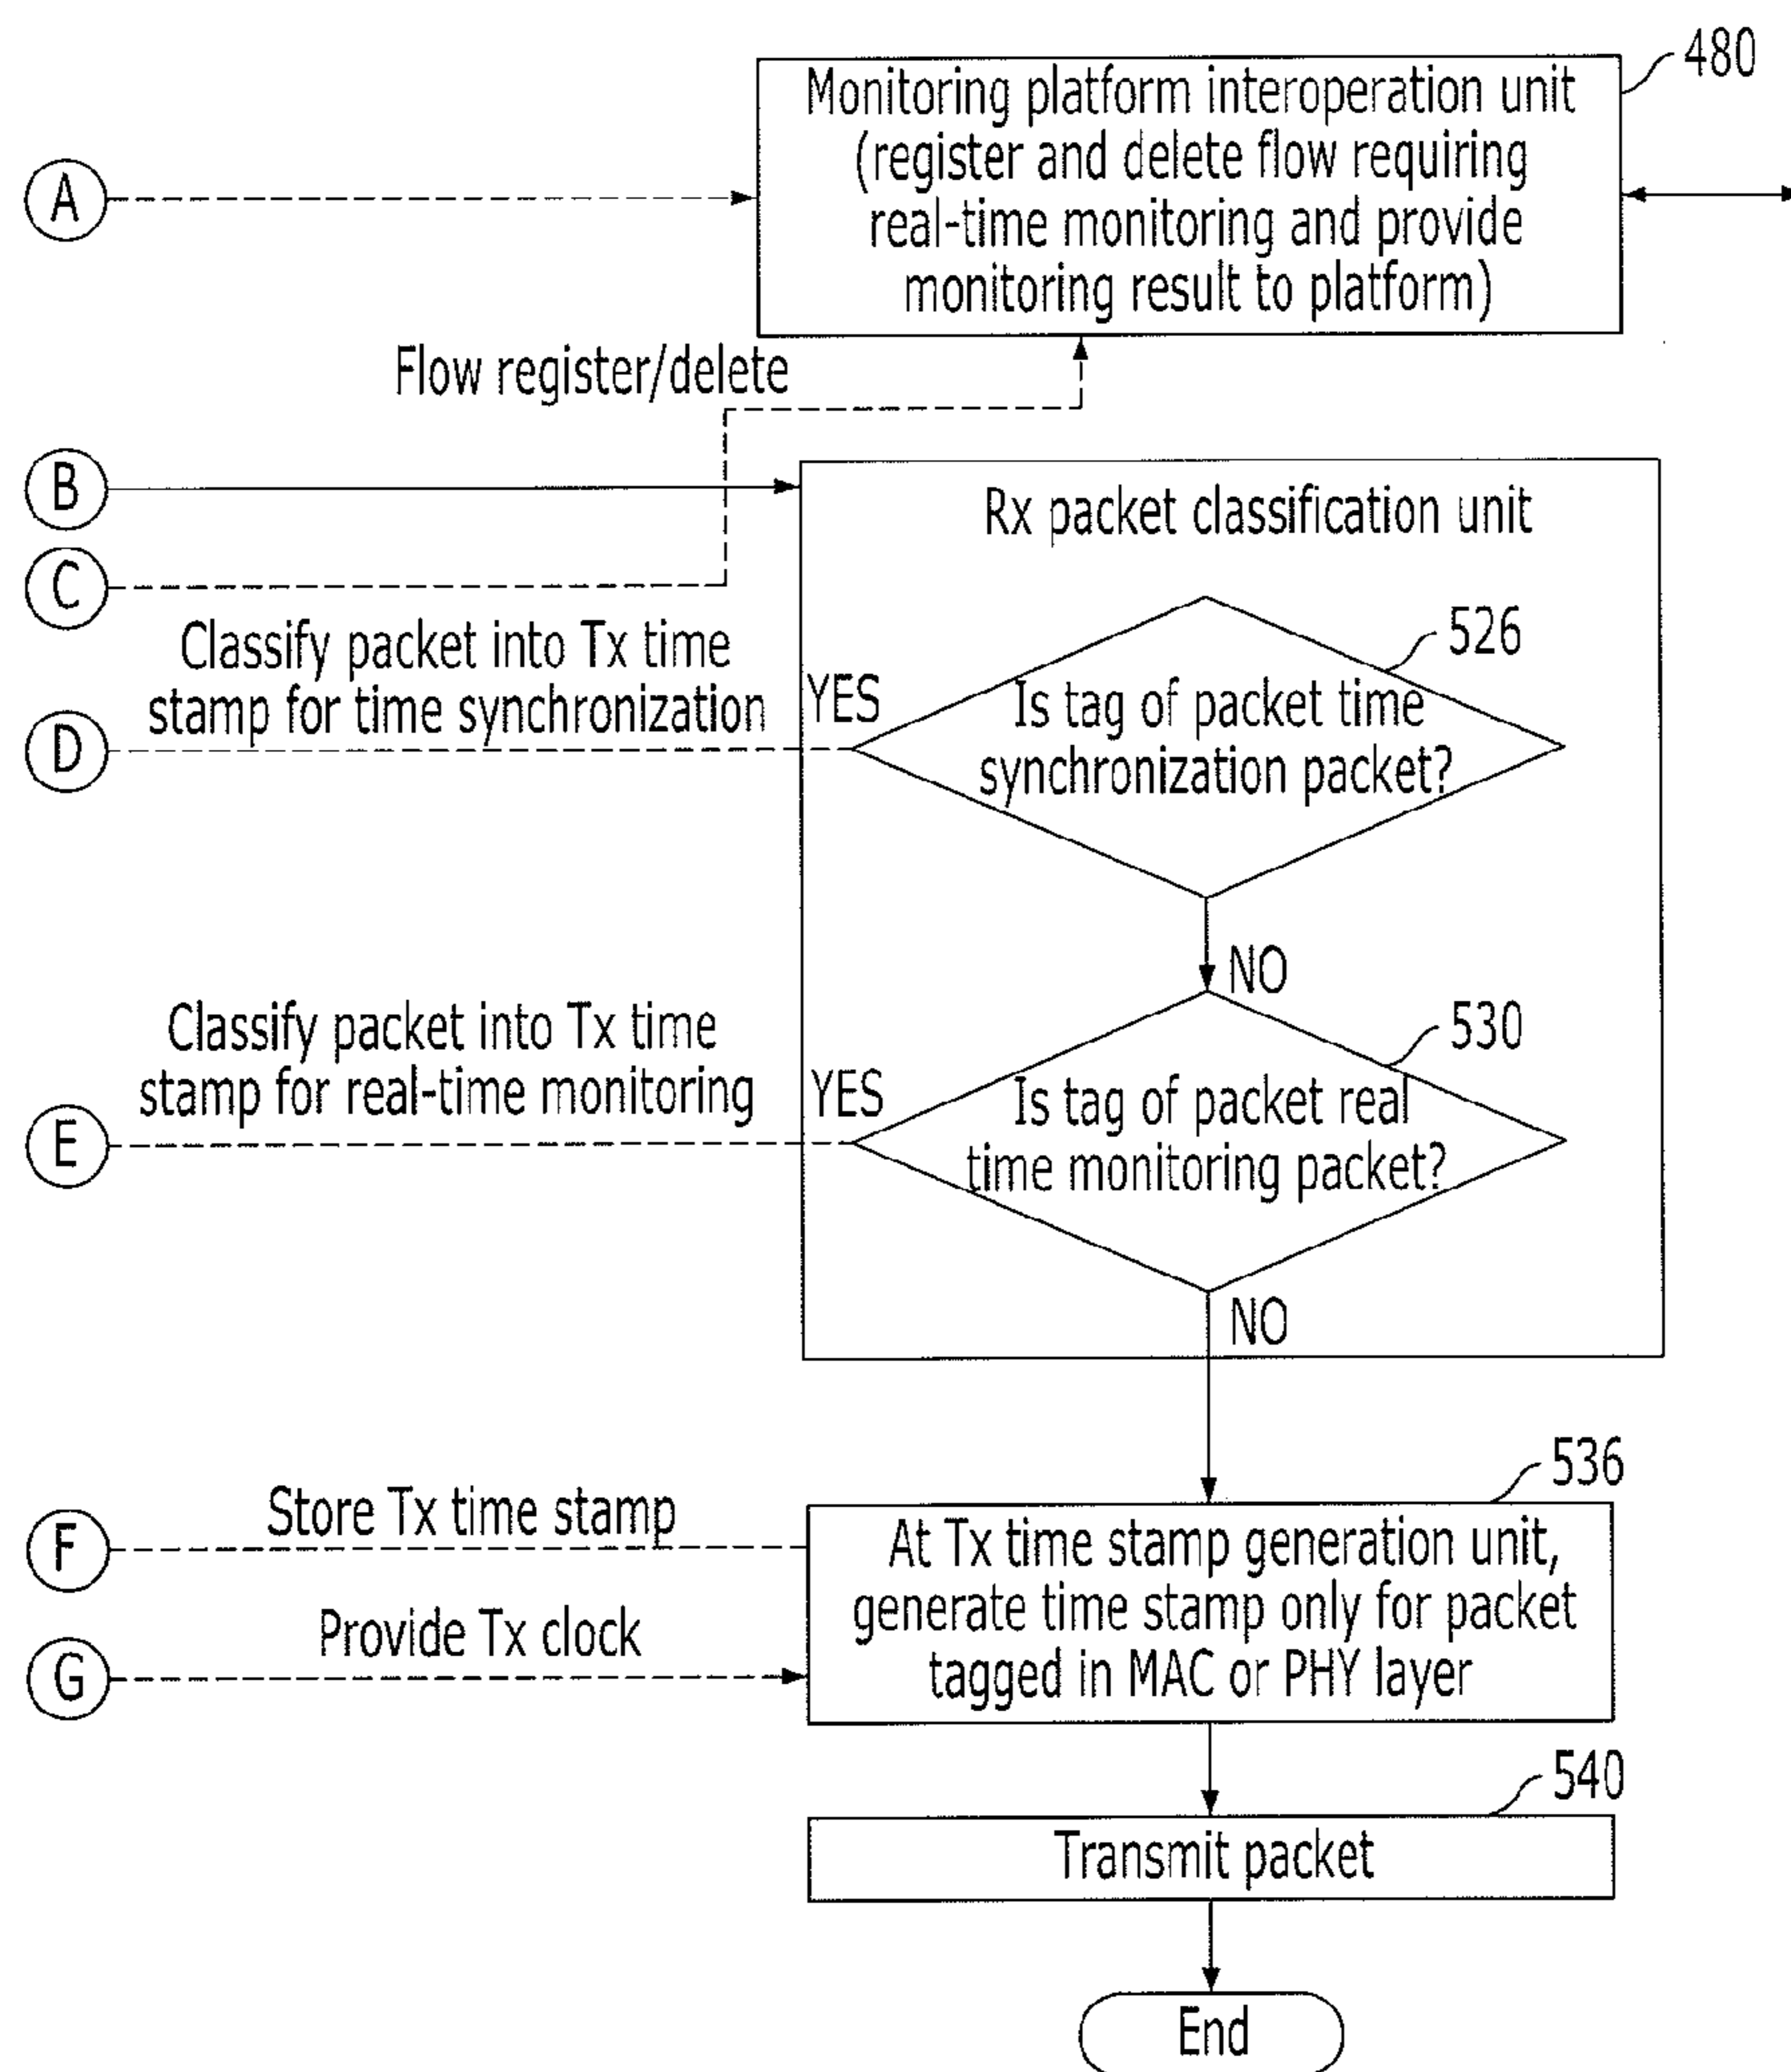 480
Monitoring platform interoperation unit
(register and delete flow requiring
real-time monitoring and provide
monitoring result to platform)
A
Flow register/delete
B
Rx packet classification unit
C
Classify packet into Tx time
stamp for time synchronization
D
YES
526
Is tag of packet time
synchronization packet?
NO
Classify packet into Tx time
stamp for real-time monitoring
E
YES
530
Is tag of packet real
time monitoring packet?
NO
536
Store Tx time stamp
F
At Tx time stamp generation unit,
generate time stamp only for packet
tagged in MAC or PHY layer
Provide Tx clock
G
540
Transmit packet
End